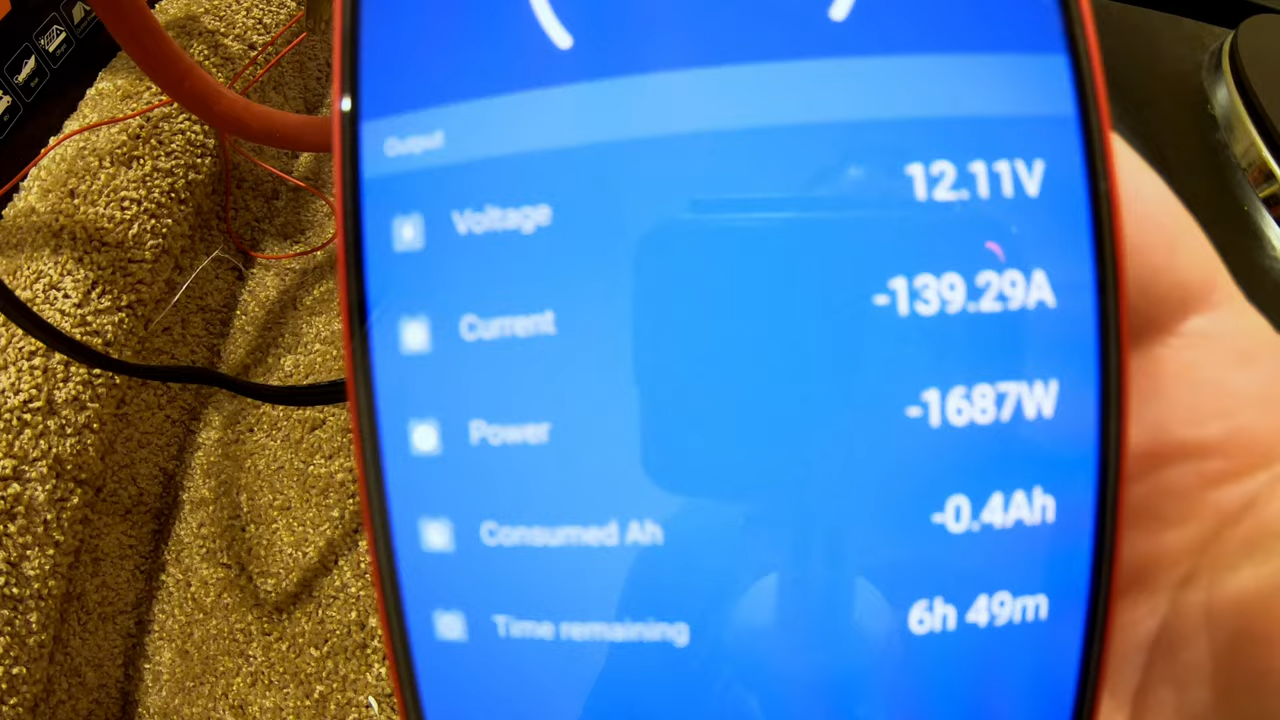 Output
Voltage 12.11V
Current -139.29A
Power -1687W
Consumed Ah -0.4Ah
Time remaining 6h 49m